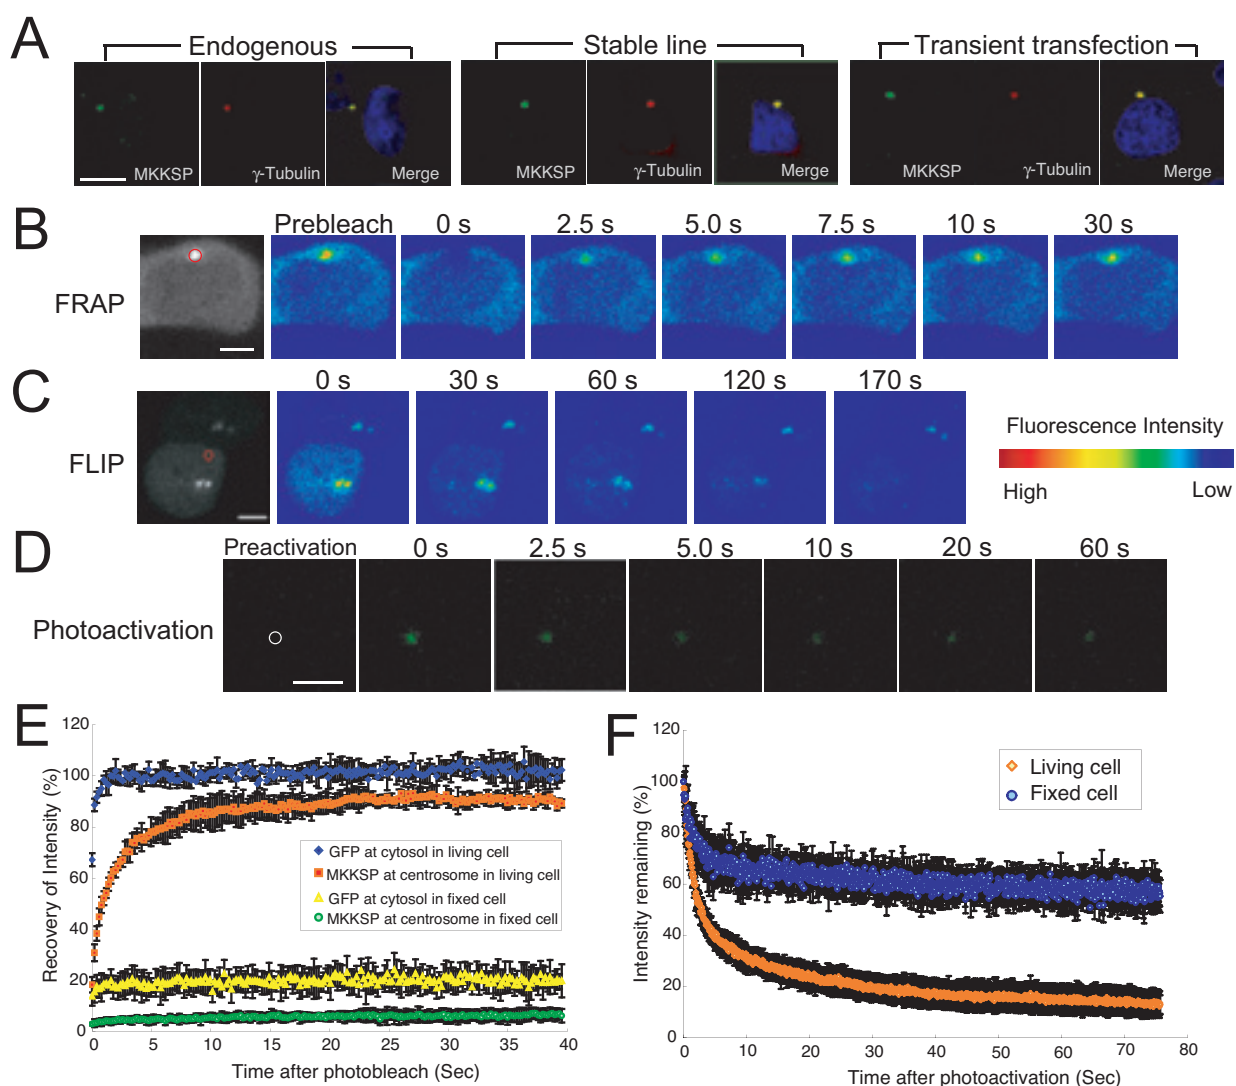 A
Endogenous
Stable line
Transient transfection
MKKSP
γ-Tubulin
Merge
MKKSP
γ-Tubulin
Merge
MKKSP
γ-Tubulin
Merge
B
Prebleach
0 s
2.5 s
5.0 s
7.5 s
10 s
30 s
FRAP
C
0 s
30 s
60 s
120 s
170 s
FLIP
Fluorescence Intensity
High
Low
D
Preactivation
0 s
2.5 s
5.0 s
10 s
20 s
60 s
Photoactivation
E
Recovery of Intensity (%)
120
100
80
60
40
20
0
GFP at cytosol in living cell
MKKSP at centrosome in living cell
GFP at cytosol in fixed cell
MKKSP at centrosome in fixed cell
0
5
10
15
20
25
30
35
40
Time after photobleach (Sec)
F
Intensity remaining (%)
120
100
80
60
40
20
0
Living cell
Fixed cell
0
10
20
30
40
50
60
70
80
Time after photoactivation (Sec)